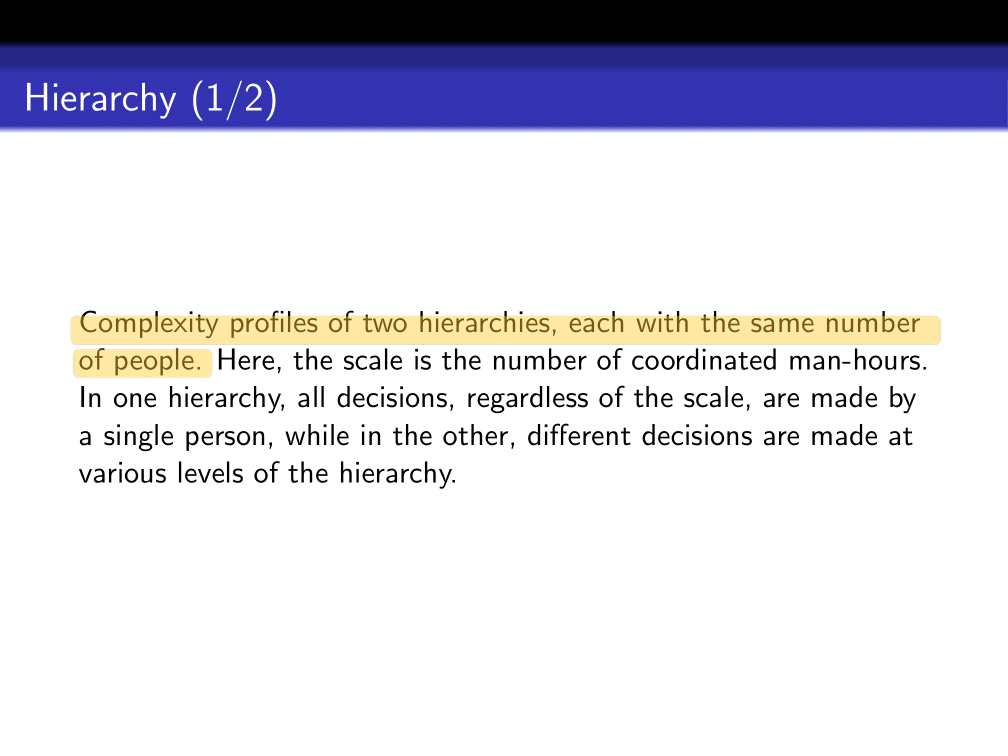 Hierarchy (1/2)
Complexity profiles of two hierarchies, each with the same number
of people. Here, the scale is the number of coordinated man-hours.
In one hierarchy, all decisions, regardless of the scale, are made by
a single person, while in the other, different decisions are made at
various levels of the hierarchy.